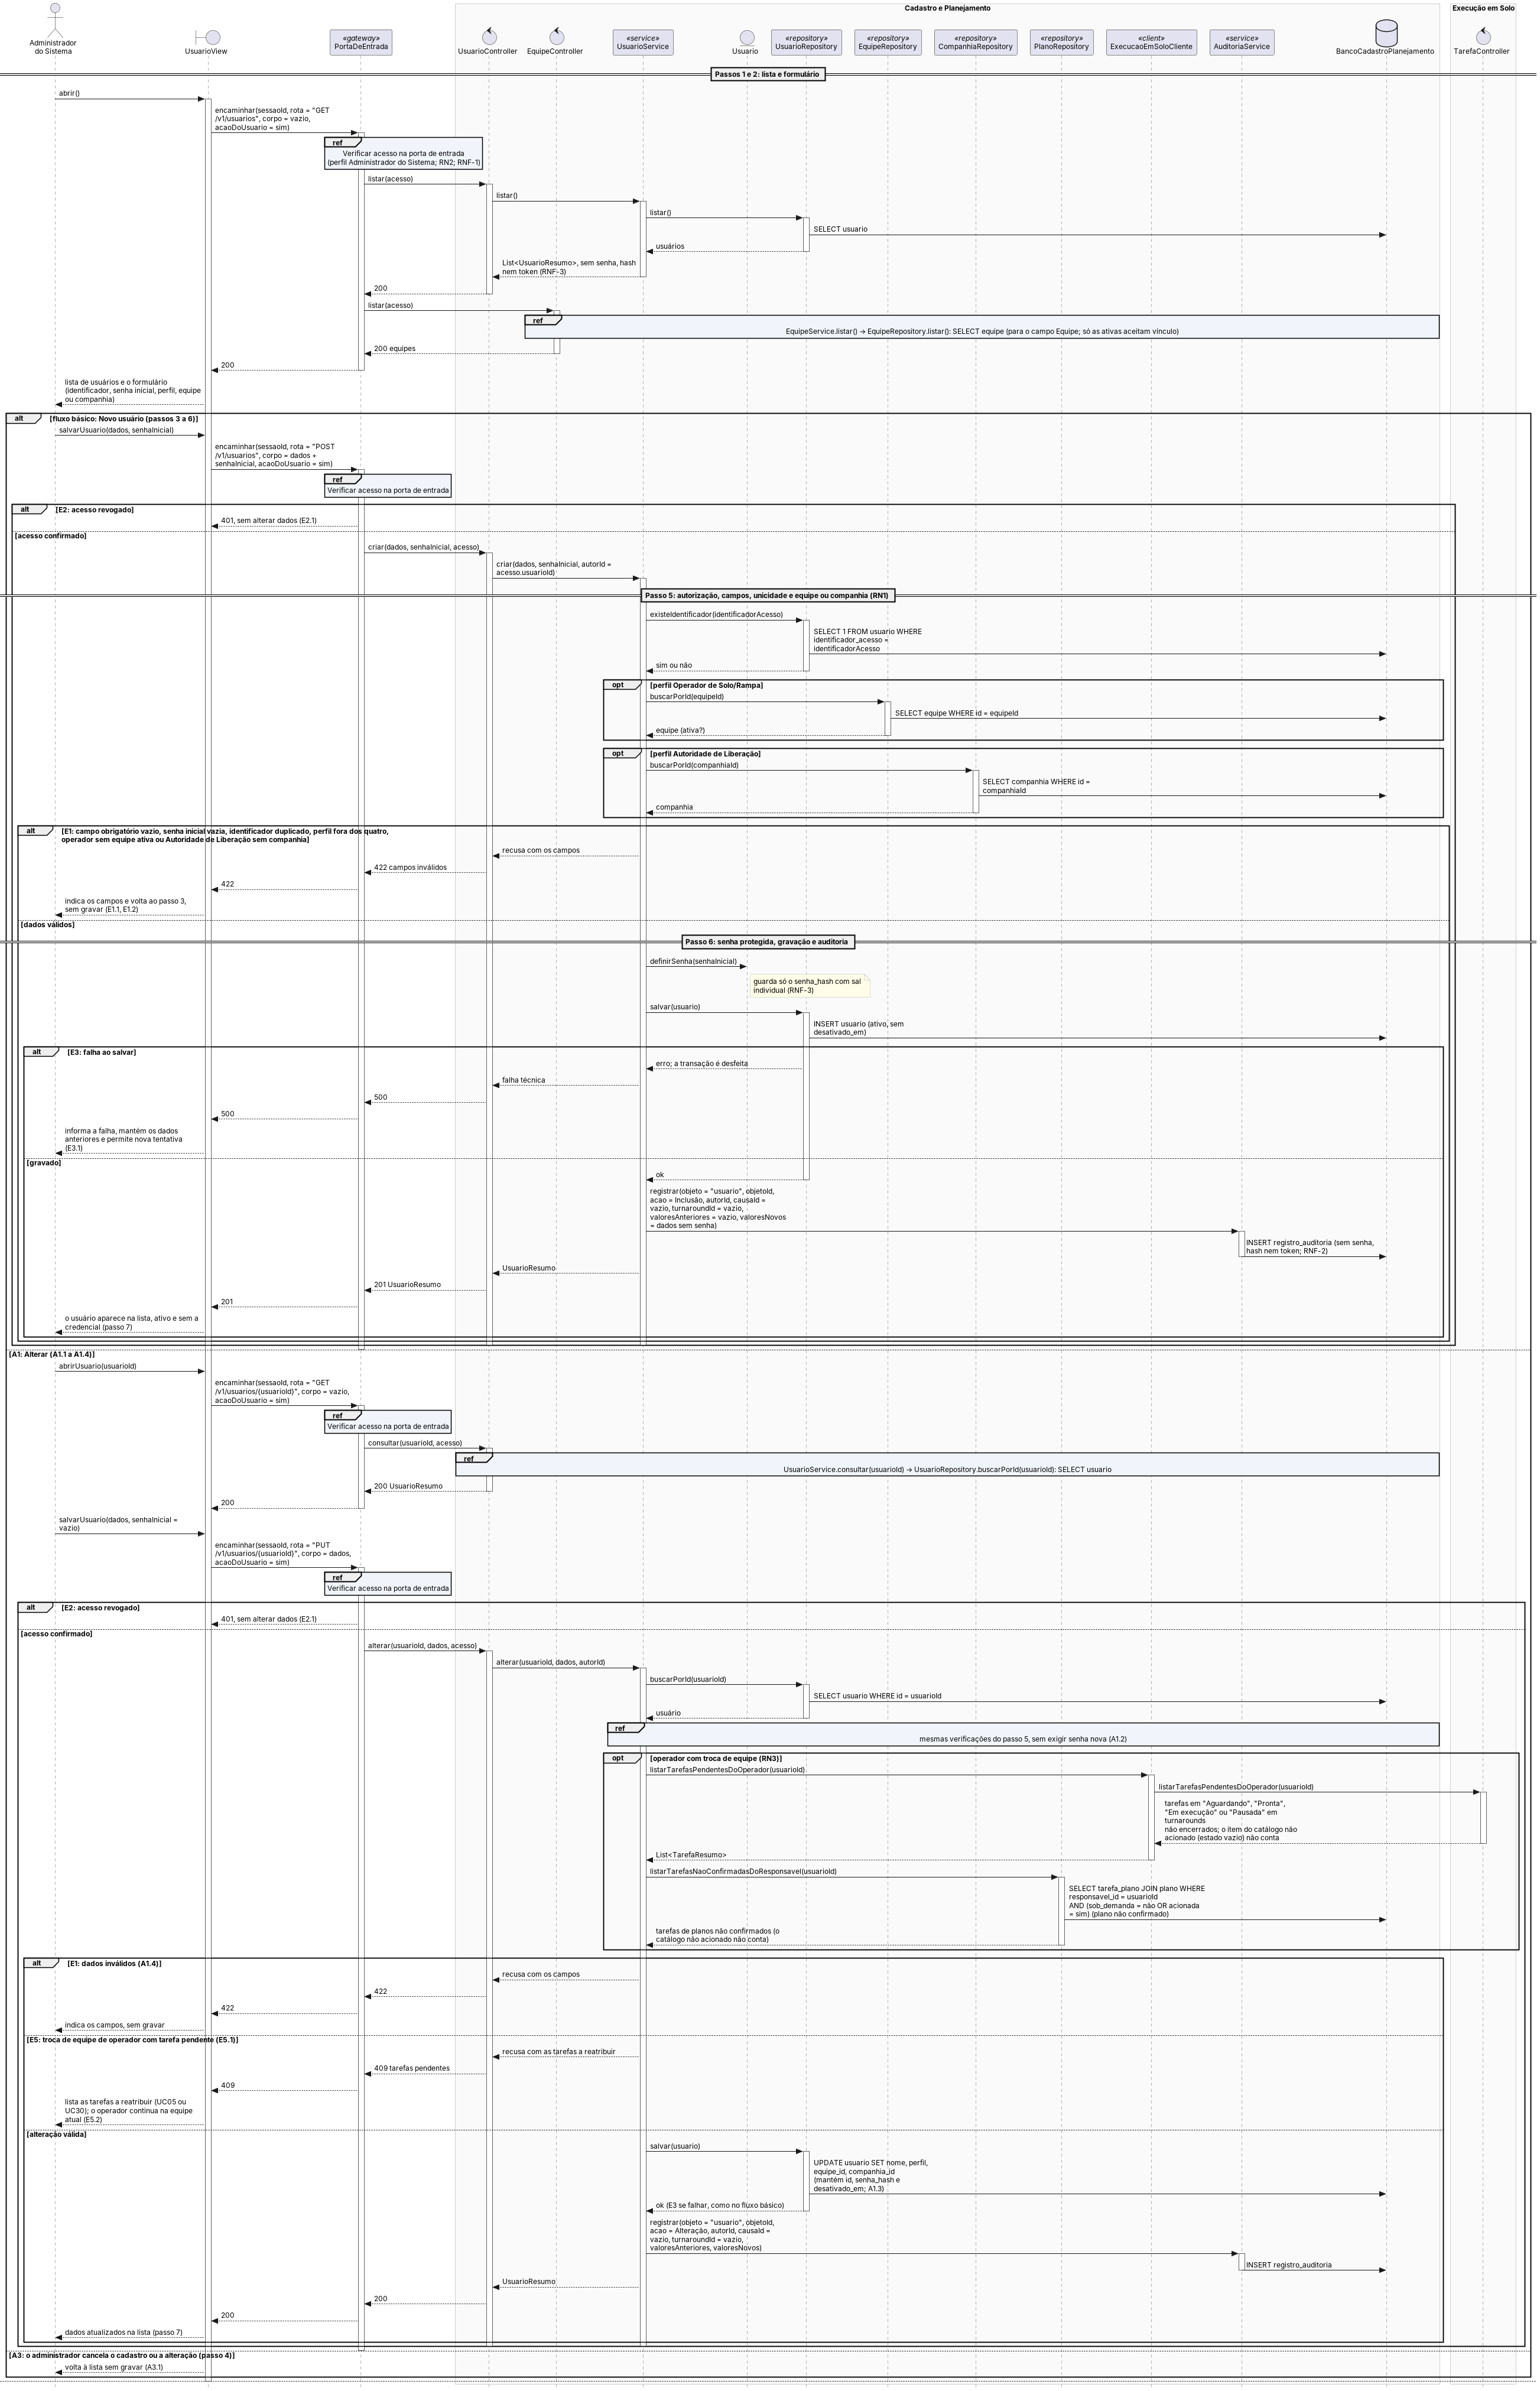 Cadastro e Planejamento
Execução em Solo
Administrador
do Sistema
UsuarioView
«gateway»
PortaDeEntrada
UsuarioController
EquipeController
«service»
UsuarioService
Usuario
«repository»
UsuarioRepository
«repository»
EquipeRepository
«repository»
CompanhiaRepository
«repository»
PlanoRepository
«client»
ExecucaoEmSoloCliente
«service»
AuditoriaService
BancoCadastroPlanejamento
TarefaController
Passos 1 e 2: lista e formulário
abrir()
encaminhar(sessaoId, rota = "GET
/v1/usuarios", corpo = vazio,
acaoDoUsuario = sim)
ref
Verificar acesso na porta de entrada
(perfil Administrador do Sistema; RN2; RNF-1)
listar(acesso)
listar()
listar()
SELECT usuario
usuários
List<UsuarioResumo>, sem senha, hash
nem token (RNF-3)
200
listar(acesso)
ref
EquipeService.listar() → EquipeRepository.listar(): SELECT equipe (para o campo Equipe; só as ativas aceitam vínculo)
200 equipes
200
lista de usuários e o formulário
(identificador, senha inicial, perfil, equipe
ou companhia)
alt
[fluxo básico: Novo usuário (passos 3 a 6)]
salvarUsuario(dados, senhaInicial)
encaminhar(sessaoId, rota = "POST
/v1/usuarios", corpo = dados +
senhaInicial, acaoDoUsuario = sim)
ref
Verificar acesso na porta de entrada
alt
[E2: acesso revogado]
401, sem alterar dados (E2.1)
[acesso confirmado]
criar(dados, senhaInicial, acesso)
criar(dados, senhaInicial, autorId =
acesso.usuarioId)
Passo 5: autorização, campos, unicidade e equipe ou companhia (RN1)
existeIdentificador(identificadorAcesso)
SELECT 1 FROM usuario WHERE
identificador_acesso =
identificadorAcesso
sim ou não
opt
[perfil Operador de Solo/Rampa]
buscarPorId(equipeId)
SELECT equipe WHERE id = equipeId
equipe (ativa?)
opt
[perfil Autoridade de Liberação]
buscarPorId(companhiaId)
SELECT companhia WHERE id =
companhiaId
companhia
alt
[E1: campo obrigatório vazio, senha inicial vazia, identificador duplicado, perfil fora dos quatro,
operador sem equipe ativa ou Autoridade de Liberação sem companhia]
recusa com os campos
422 campos inválidos
422
indica os campos e volta ao passo 3,
sem gravar (E1.1, E1.2)
[dados válidos]
Passo 6: senha protegida, gravação e auditoria
definirSenha(senhaInicial)
guarda só o senha_hash com sal
individual (RNF-3)
salvar(usuario)
INSERT usuario (ativo, sem
desativado_em)
alt
[E3: falha ao salvar]
erro; a transação é desfeita
falha técnica
500
500
informa a falha, mantém os dados
anteriores e permite nova tentativa
(E3.1)
[gravado]
ok
registrar(objeto = "usuario", objetoId,
acao = Inclusão, autorId, causaId =
vazio, turnaroundId = vazio,
valoresAnteriores = vazio, valoresNovos
= dados sem senha)
INSERT registro_auditoria (sem senha,
hash nem token; RNF-2)
UsuarioResumo
201 UsuarioResumo
201
o usuário aparece na lista, ativo e sem a
credencial (passo 7)
[A1: Alterar (A1.1 a A1.4)]
abrirUsuario(usuarioId)
encaminhar(sessaoId, rota = "GET
/v1/usuarios/{usuarioId}", corpo = vazio,
acaoDoUsuario = sim)
ref
Verificar acesso na porta de entrada
consultar(usuarioId, acesso)
ref
UsuarioService.consultar(usuarioId) → UsuarioRepository.buscarPorId(usuarioId): SELECT usuario
200 UsuarioResumo
200
salvarUsuario(dados, senhaInicial =
vazio)
encaminhar(sessaoId, rota = "PUT
/v1/usuarios/{usuarioId}", corpo = dados,
acaoDoUsuario = sim)
ref
Verificar acesso na porta de entrada
alt
[E2: acesso revogado]
401, sem alterar dados (E2.1)
[acesso confirmado]
alterar(usuarioId, dados, acesso)
alterar(usuarioId, dados, autorId)
buscarPorId(usuarioId)
SELECT usuario WHERE id = usuarioId
usuário
ref
mesmas verificações do passo 5, sem exigir senha nova (A1.2)
opt
[operador com troca de equipe (RN3)]
listarTarefasPendentesDoOperador(usuarioId)
listarTarefasPendentesDoOperador(usuarioId)
tarefas em "Aguardando", "Pronta",
"Em execução" ou "Pausada" em
turnarounds
não encerrados; o item do catálogo não
acionado (estado vazio) não conta
List<TarefaResumo>
listarTarefasNaoConfirmadasDoResponsavel(usuarioId)
SELECT tarefa_plano JOIN plano WHERE
responsavel_id = usuarioId
AND (sob_demanda = não OR acionada
= sim) (plano não confirmado)
tarefas de planos não confirmados (o
catálogo não acionado não conta)
alt
[E1: dados inválidos (A1.4)]
recusa com os campos
422
422
indica os campos, sem gravar
[E5: troca de equipe de operador com tarefa pendente (E5.1)]
recusa com as tarefas a reatribuir
409 tarefas pendentes
409
lista as tarefas a reatribuir (UC05 ou
UC30); o operador continua na equipe
atual (E5.2)
[alteração válida]
salvar(usuario)
UPDATE usuario SET nome, perfil,
equipe_id, companhia_id
(mantém id, senha_hash e
desativado_em; A1.3)
ok (E3 se falhar, como no fluxo básico)
registrar(objeto = "usuario", objetoId,
acao = Alteração, autorId, causaId =
vazio, turnaroundId = vazio,
valoresAnteriores, valoresNovos)
INSERT registro_auditoria
UsuarioResumo
200
200
dados atualizados na lista (passo 7)
[A3: o administrador cancela o cadastro ou a alteração (passo 4)]
volta à lista sem gravar (A3.1)